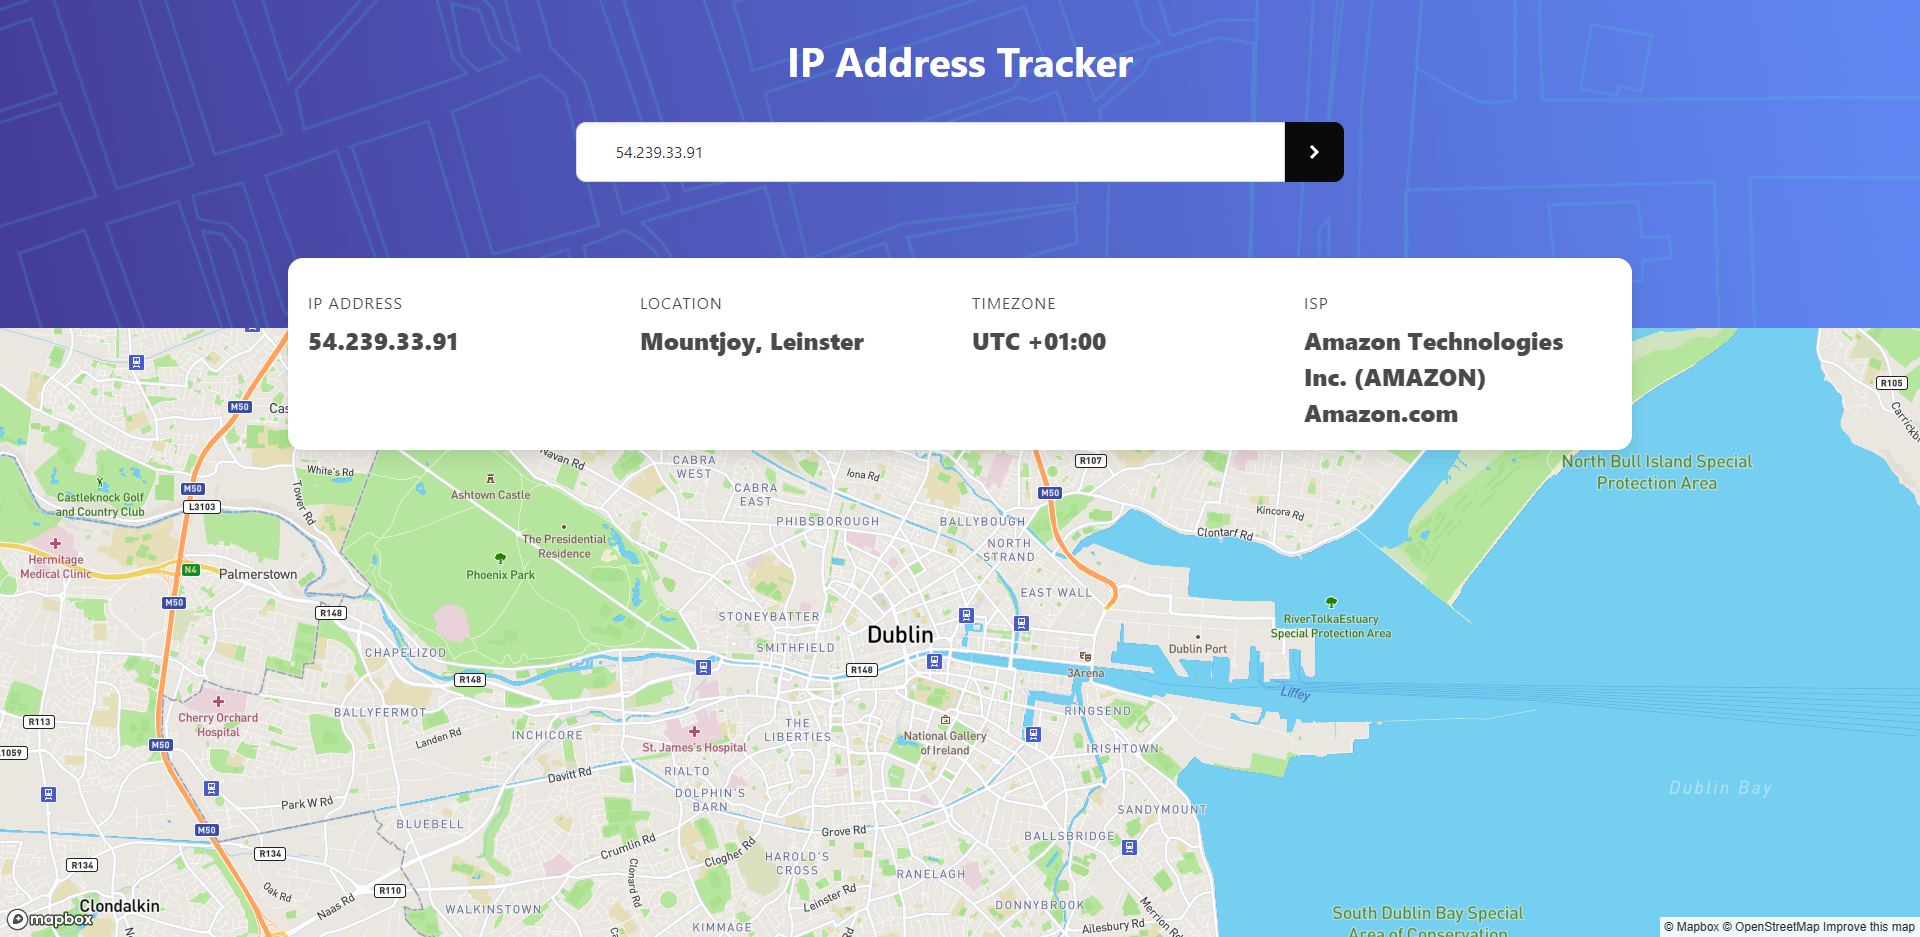 IP Address Tracker
54.239.33.91
IP ADDRESS
54.239.33.91
LOCATION
Mountjoy, Leinster
TIMEZONE
UTC +01:00
ISP
Amazon Technologies
Inc. (AMAZON)
Amazon.com
R105
M50
White's Rd
Navan Rd
CABRA
WEST
Iona Rd
R107
North Bull Island Special
Protection Area
Castleknock Golf
and Country Club
M50
L3103
Tower Rd
Ashtown Castle
CABRA
EAST
M50
PHIBSBOROUGH
BALLYBOUGH
Kincora Rd
Clontarf Rd
The Presidential
Residence
NORTH
STRAND
Hermitage
Medical Clinic
N4
Palmerstown
Phoenix Park
EAST WALL
M50
R148
STONEYBATTER
RiverTolkaEstuary
Special Protection Area
Dublin
CHAPELIZOD
SMITHFIELD
Dublin Port
R148
R148
3Arena
Liffey
R113
Cherry Orchard
Hospital
BALLYFERMOT
RINGSEND
M50
Landen Rd
INCHICORE
St. James's Hospital
THE
LIBERTIES
National Gallery
of Ireland
IRISHTOWN
1059
Davitt Rd
RIALTO
DOLPHIN'S
BARN
Dublin Bay
Park W Rd
SANDYMOUNT
M50
BLUEBELL
Grove Rd
BALLSBRIDGE
R134
R134
Crumlin Rd
Clogher Rd
HAROLD'S
CROSS
RANELAGH
Clonard Rd
Oak Rd
R110
Naas Rd
Leinster Rd
Clondalkin
WALKINSTOWN
DONNYBROOK
Merrion Rd
KIMMAGE
Ailesbury Rd
South Dublin Bay Special
Area of Conservation
mapbox
© Mapbox © OpenStreetMap Improve this map